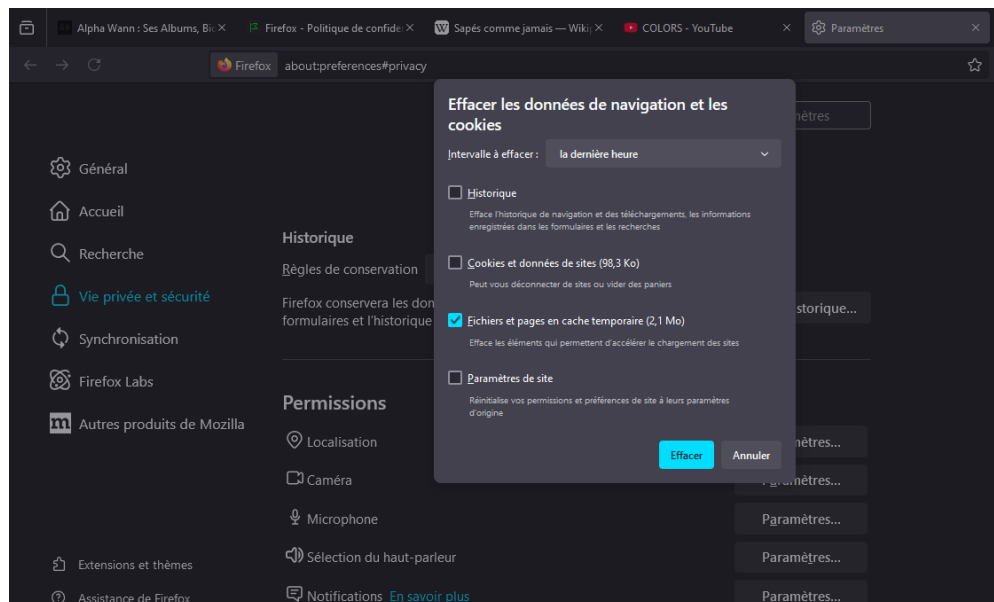 Alpha Wann : Ses Albums, Bi
Firefox - Politique de confide
Sapés comme jamais — Wiki
COLORS - YouTube
Paramètres
Firefox
about:preferences#privacy
Effacer les données de navigation et les
cookies
Intervalle à effacer :
la dernière heure
Historique
Efface l'historique de navigation et des téléchargements, les informations
enregistrées dans les formulaires et les recherches
Cookies et données de sites (98,3 Ko)
Peut vous déconnecter de sites ou vider des paniers
Fichiers et pages en cache temporaire (2,1 Mo)
Efface les éléments qui permettent d'accélérer le chargement des sites
Paramètres de site
Réinitialise vos permissions et préférences de site à leurs paramètres
d'origine
Effacer
Annuler
Général
Accueil
Recherche
Vie privée et sécurité
Synchronisation
Firefox Labs
Autres produits de Mozilla
Extensions et thèmes
Assistance de Firefox
Historique
Règles de conservation
Firefox conservera les don
formulaires et l'historique
storique...
Permissions
Localisation
Caméra
Microphone
Paramètres...
Sélection du haut-parleur
Paramètres...
Notifications En savoir plus
Paramètres...